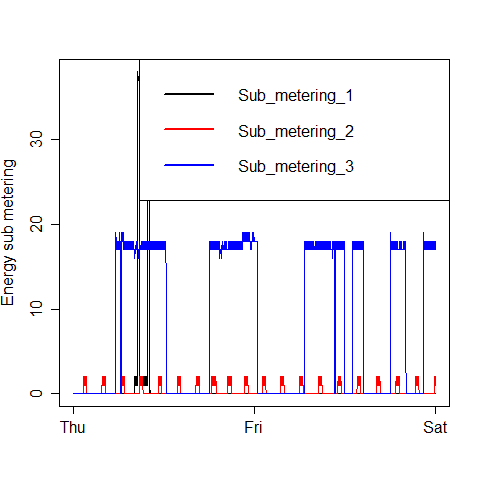 Sub_metering_1
Sub_metering_2
Sub_metering_3
Energy sub metering
30
20
10
0
Thu Fri Sat